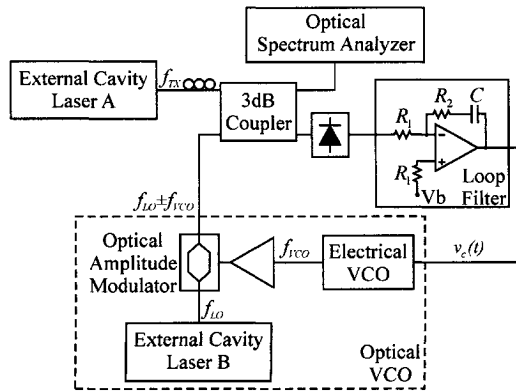 Optical
Spectrum Analyzer
External Cavity
Laser A
f_TX
3dB
Coupler
R_2 C
R_1
−
+
R_1
Vb
Loop
Filter
f_LO±f_VCO
Optical
Amplitude
Modulator
f_VCO
Electrical
VCO
v_c(t)
f_LO
External Cavity
Laser B
Optical
VCO